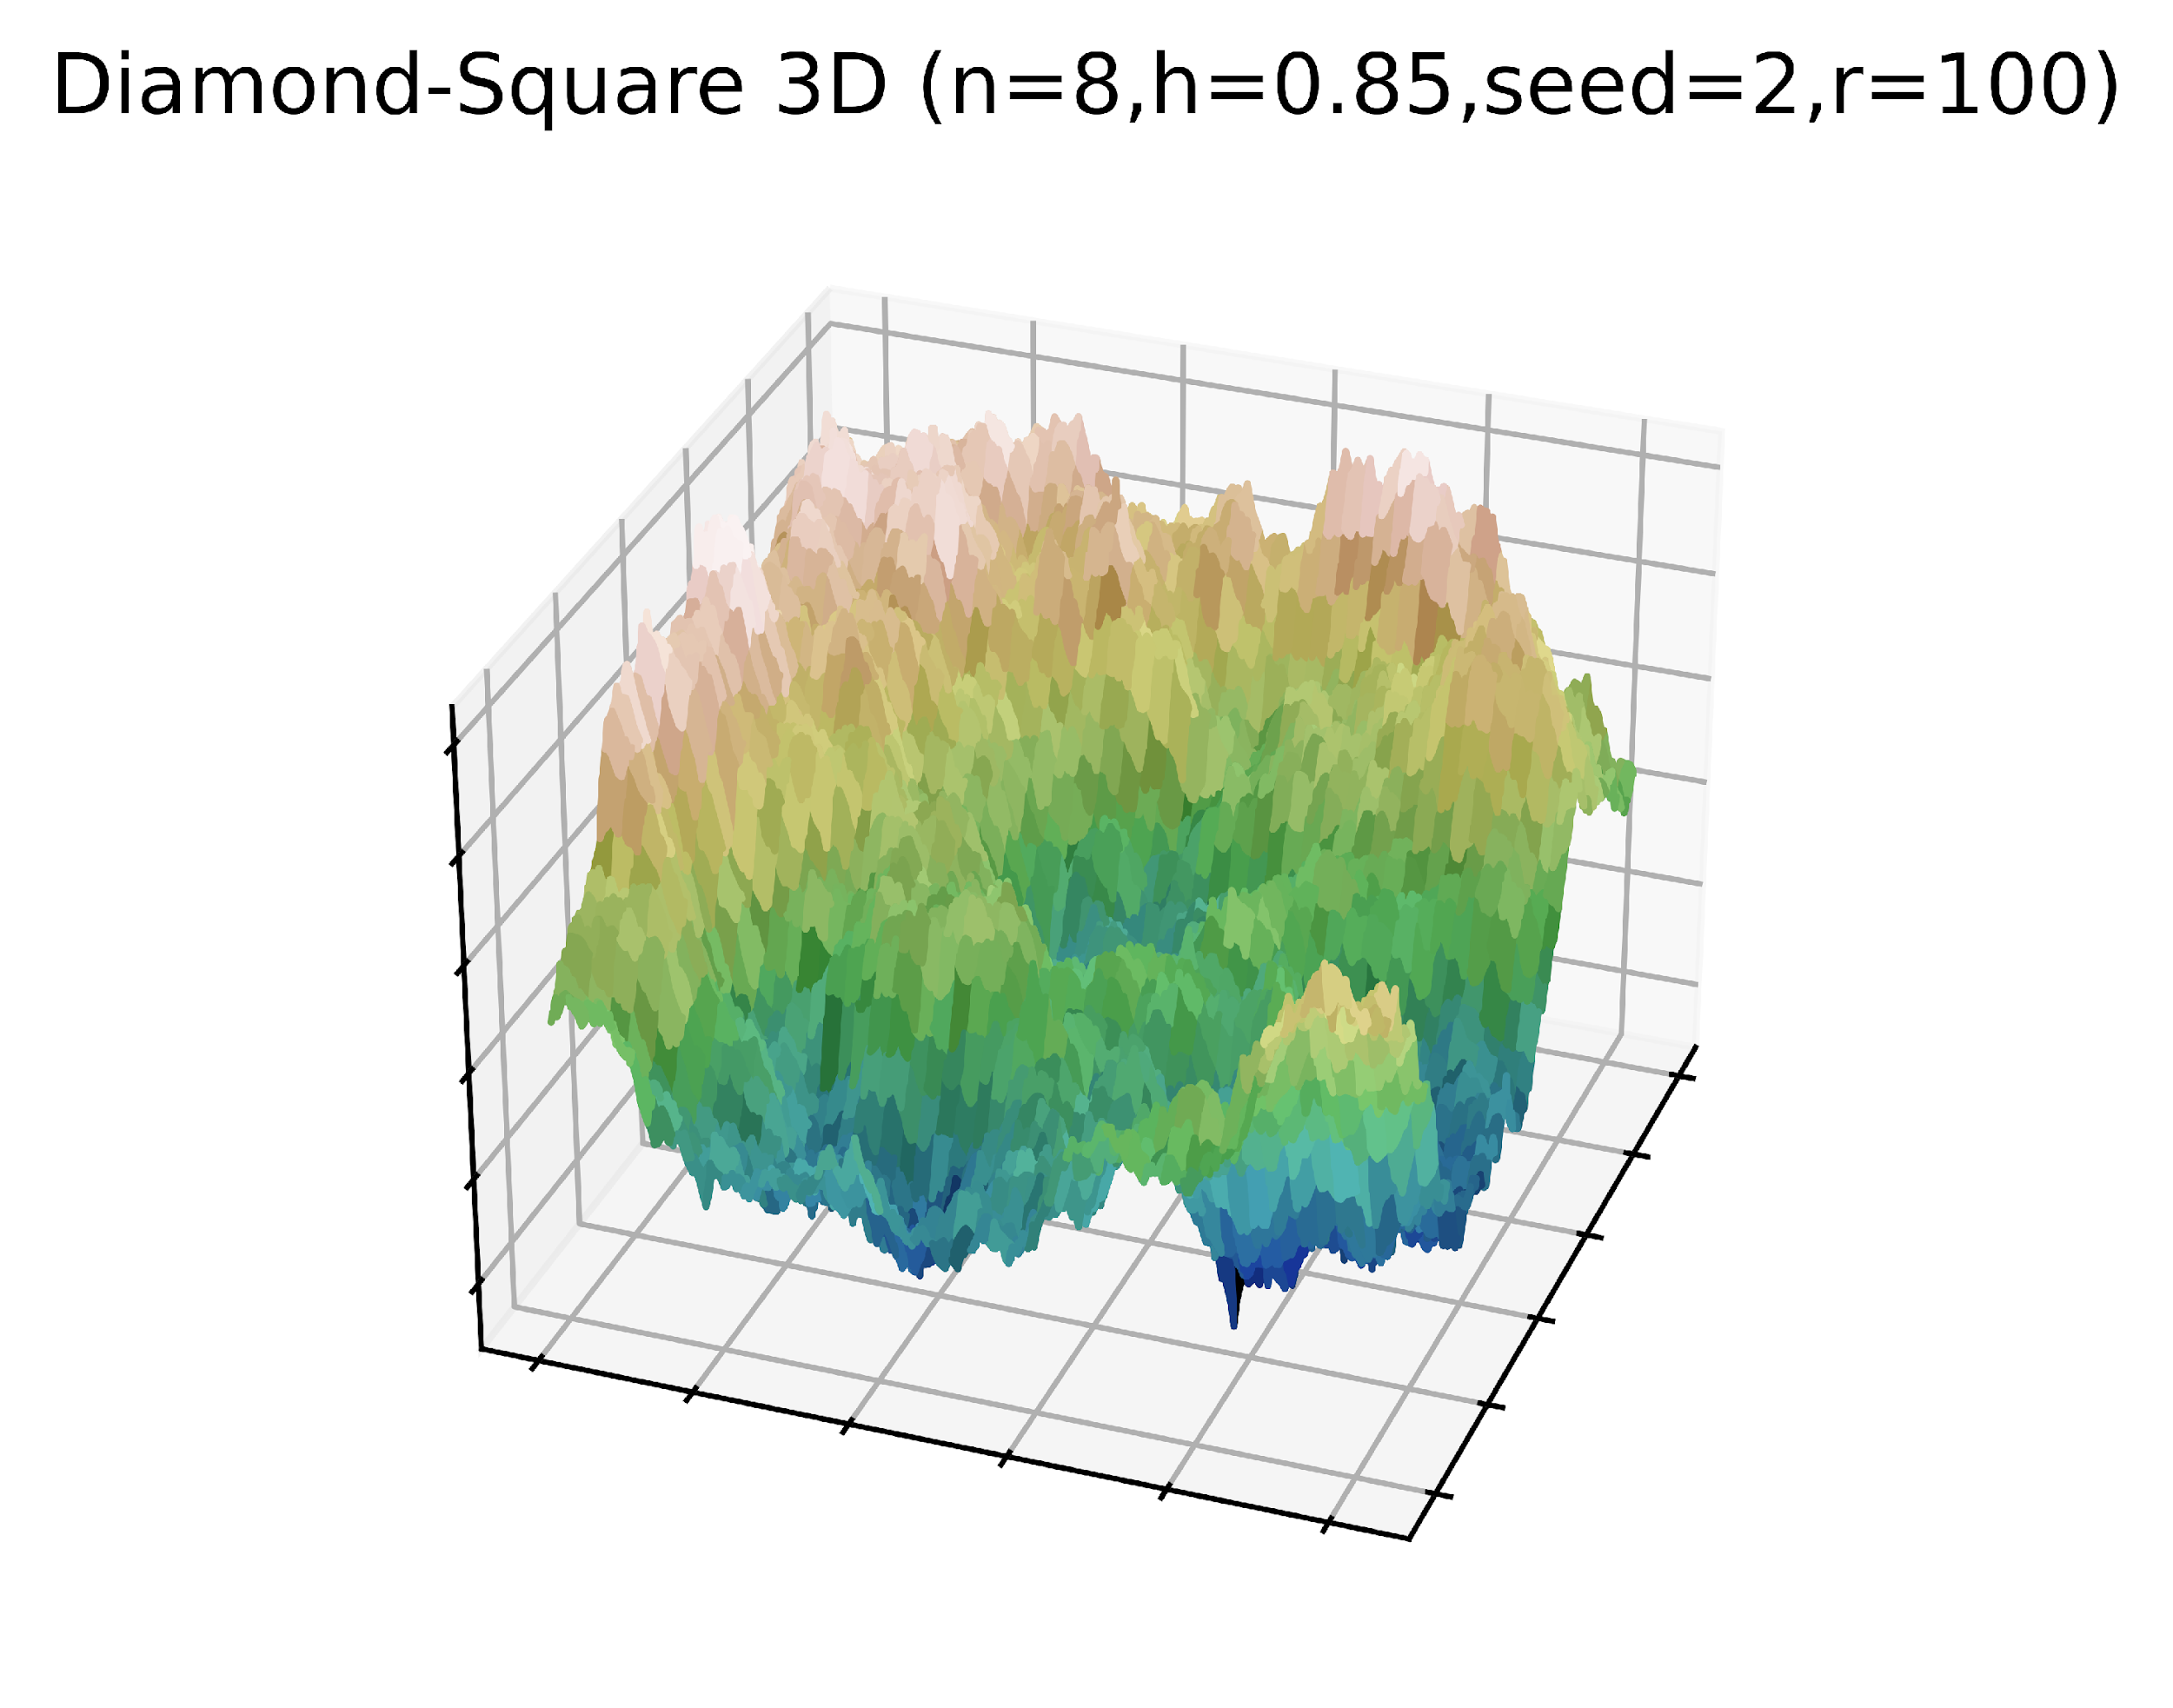 Diamond-Square 3D (n=8,h=0.85,seed=2,r=100)